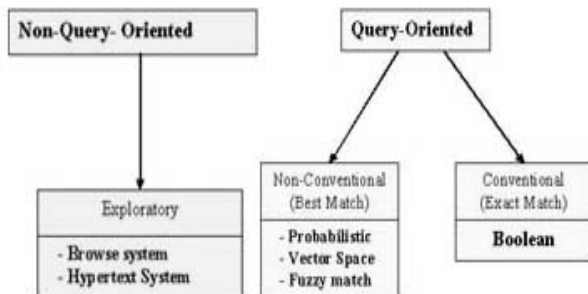 Non-Query- Oriented
Query-Oriented
Exploratory
- Browse system
- Hypertext System
Non-Conventional
(Best Match)
- Probabilistic
- Vector Space
- Fuzzy match
Conventional
(Exact Match)
Boolean